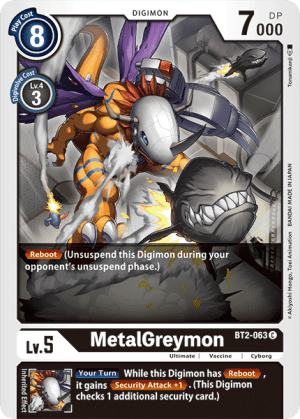 DIGIMON
Play Cost
8
7000
DP
Digivolve Cost
Lv.4
3
Tonamikanji
©Akiyoshi Hongo, Toei Animation BANDAI MADE IN JAPAN
Reboot (Unsuspend this Digimon during your
opponent's unsuspend phase.)
Lv.5
MetalGreymon
BT2-063 C
Ultimate | Vaccine | Cyborg
Inherited Effect
Your Turn While this Digimon has Reboot ,
it gains Security Attack +1 . (This Digimon
checks 1 additional security card.)